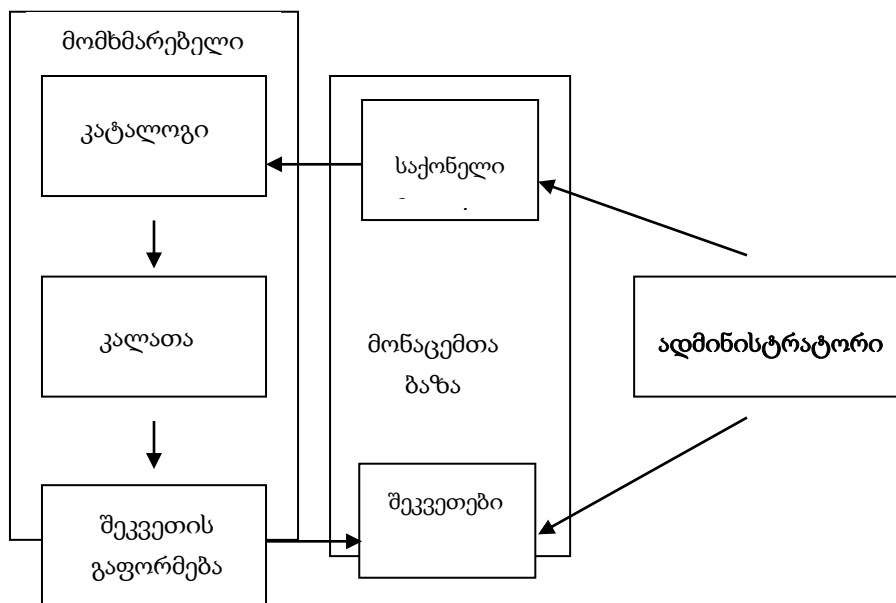 მომხმარებელი
კატალოგი
საქონელი
კალათა
მონაცემთა
ბაზა
ადმინისტრატორი
შეკვეთის
გაფორმება
შეკვეთები